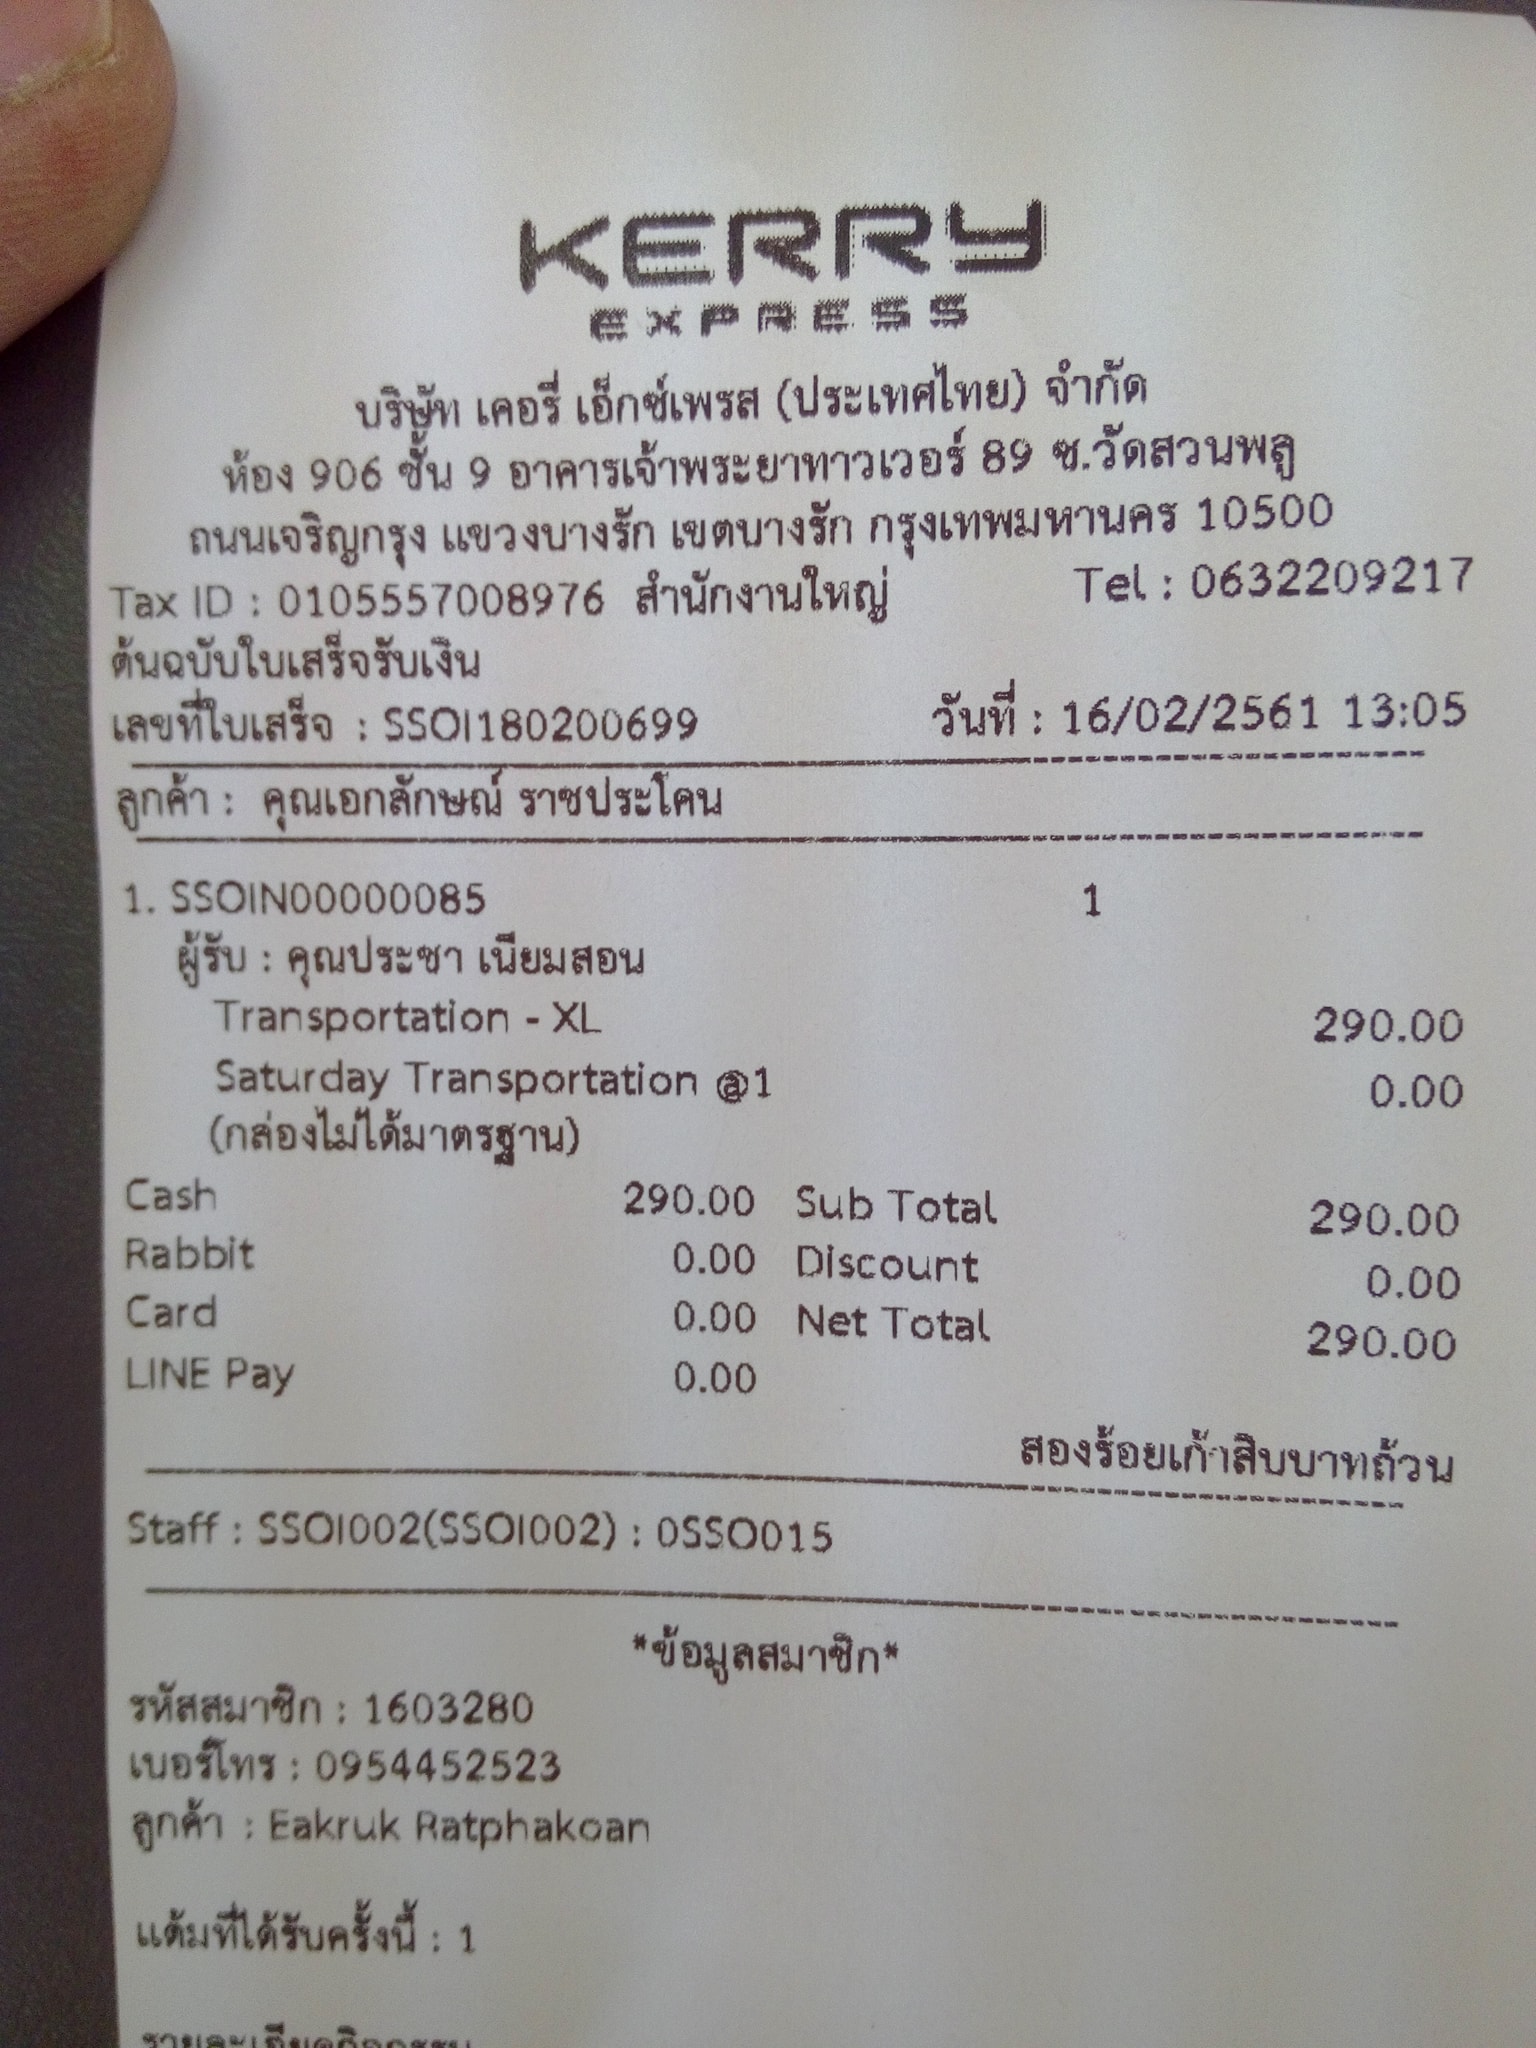 KERRY
EXPRESS
บริษัท เคอรี่ เอ็กซ์เพรส (ประเทศไทย) จำกัด
ห้อง 906 ชั้น 9 อาคารเจ้าพระยาทาวเวอร์ 89 ซ.วัดสวนพลู
ถนนเจริญกรุง แขวงบางรัก เขตบางรัก กรุงเทพมหานคร 10500
Tax ID : 0105557008976 สำนักงานใหญ่ Tel : 0632209217
ต้นฉบับใบเสร็จรับเงิน
เลขที่ใบเสร็จ : SSOI180200699 วันที่ : 16/02/2561 13:05
ลูกค้า : คุณเอกลักษณ์ ราชประโคน
1. SSOIN00000085 1
ผู้รับ : คุณประชา เนียมสอน
Transportation - XL 290.00
Saturday Transportation @1 0.00
(กล่องไม่ได้มาตรฐาน)
Cash 290.00 Sub Total 290.00
Rabbit 0.00 Discount 0.00
Card 0.00 Net Total 290.00
LINE Pay 0.00
สองร้อยเก้าสิบบาทถ้วน
Staff : SSOI002(SSOI002) : 0SSO015
*ข้อมูลสมาชิก*
รหัสสมาชิก : 1603280
เบอร์โทร : 0954452523
ลูกค้า : Eakruk Ratphakoan
แต้มที่ได้รับครั้งนี้ : 1